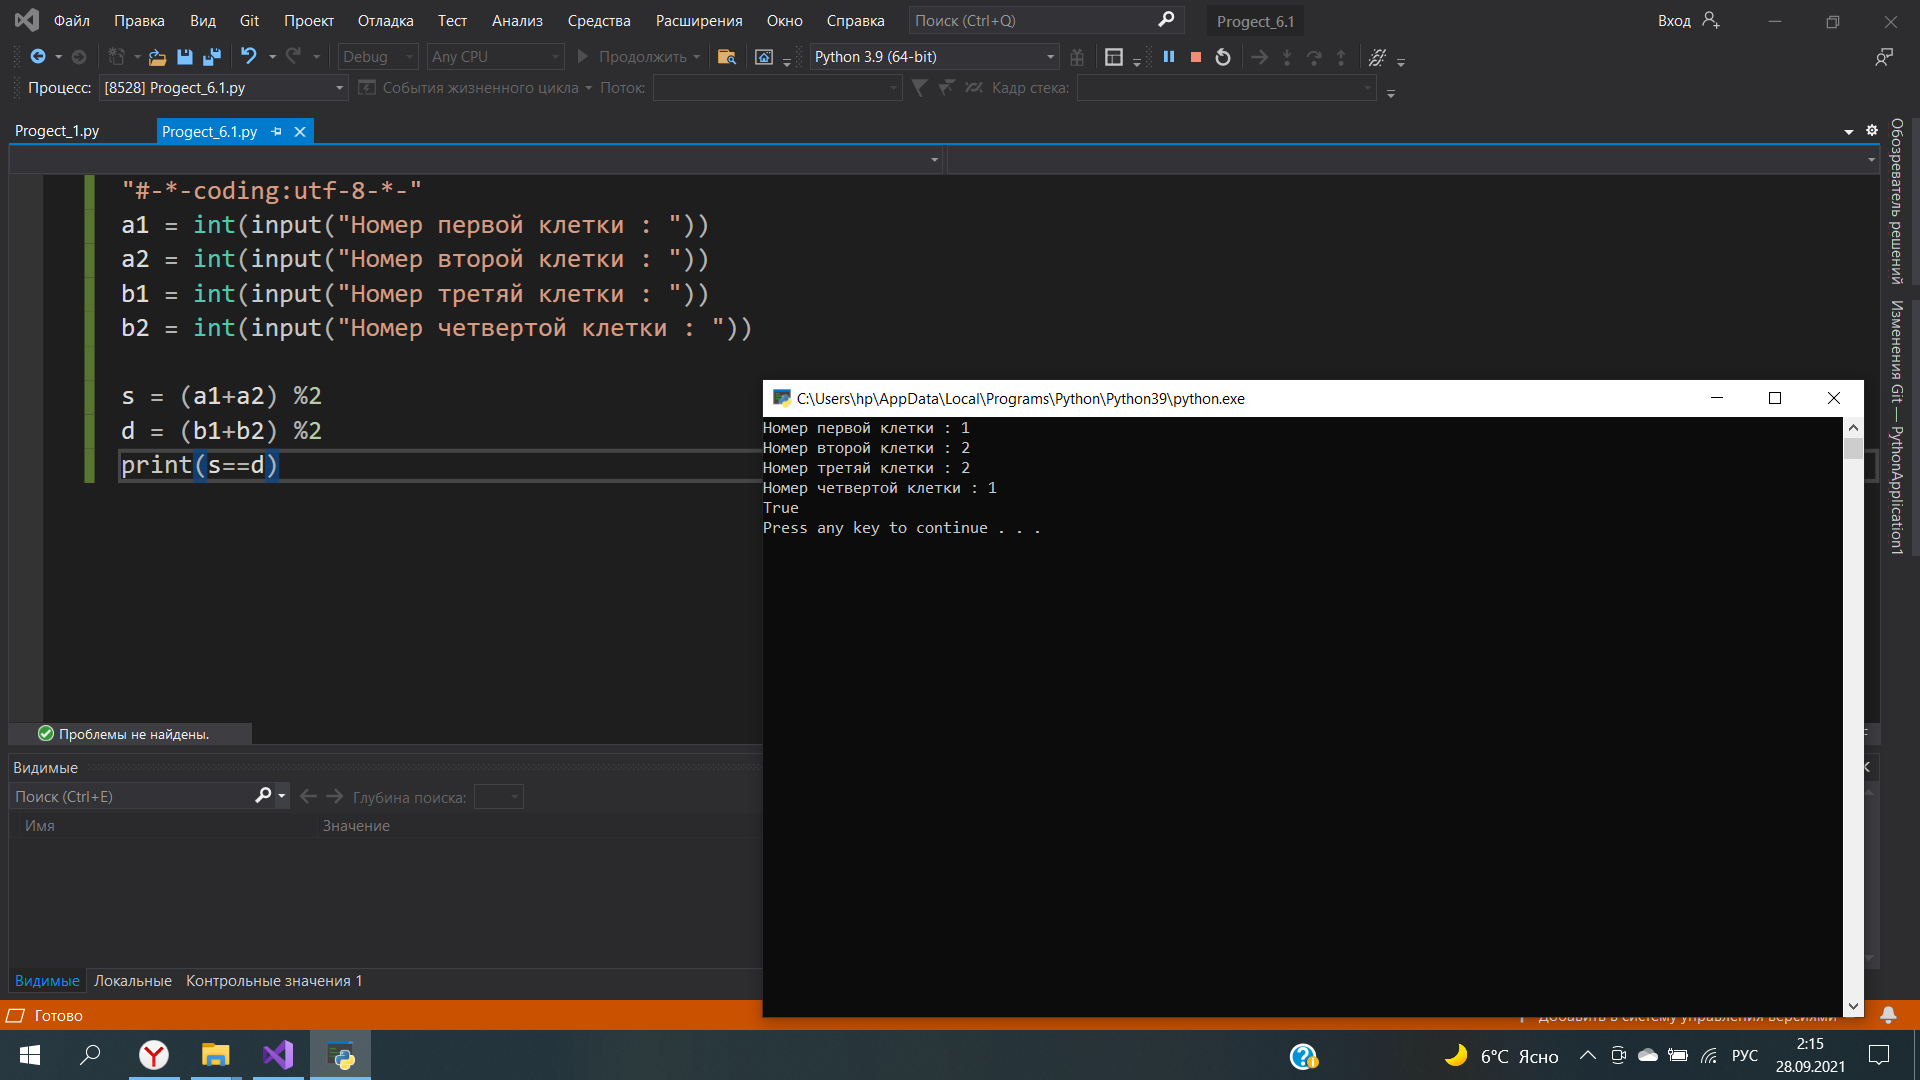 Файл Правка Вид Git Проект Отладка Тест Анализ Средства Расширения Окно Справка Поиск (Ctrl+Q) Progect_6.1 Вход
Debug Any CPU Продолжить Python 3.9 (64-bit)
Процесс: [8528] Progect_6.1.py События жизненного цикла Поток: Кадр стека:
Progect_1.py Progect_6.1.py
"#-*-coding:utf-8-*-"
a1 = int(input("Номер первой клетки : "))
a2 = int(input("Номер второй клетки : "))
b1 = int(input("Номер третяй клетки : "))
b2 = int(input("Номер четвертой клетки : "))
s = (a1+a2) %2
d = (b1+b2) %2
print(s==d)
C:\Users\hp\AppData\Local\Programs\Python\Python39\python.exe
Номер первой клетки : 1
Номер второй клетки : 2
Номер третяй клетки : 2
Номер четвертой клетки : 1
True
Press any key to continue . . .
Обозреватель решений
Изменения Git — PythonApplication1
Проблемы не найдены.
Видимые
Поиск (Ctrl+E) Глубина поиска:
Имя Значение
Видимые Локальные Контрольные значения 1
Готово Добавить в систему управления версиями
6°C Ясно РУС 2:15
28.09.2021